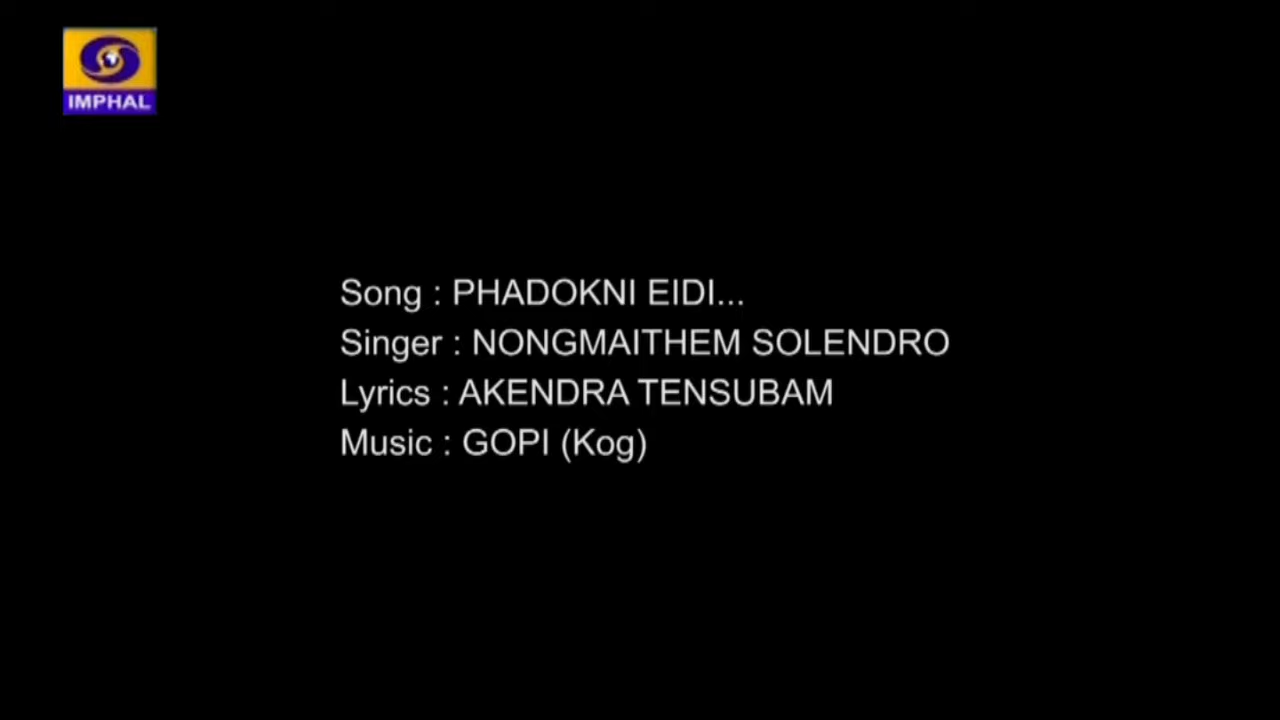 IMPHAL
Song : PHADOKNI EIDI...
Singer : NONGMAITHEM SOLENDRO
Lyrics : AKENDRA TENSUBAM
Music : GOPI (Kog)